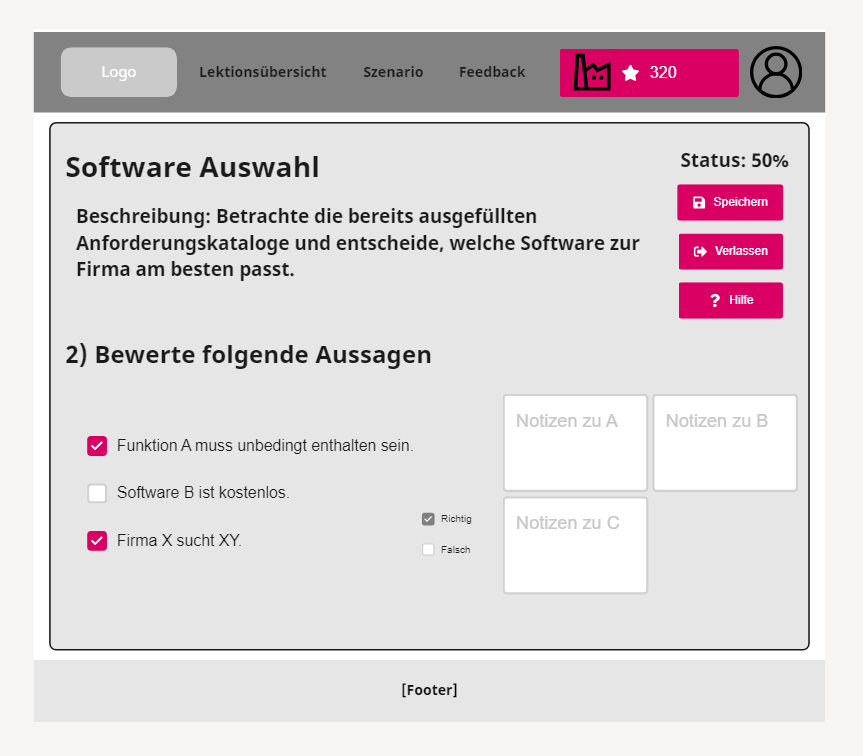 Logo
Lektionsübersicht
Szenario
Feedback
320
Software Auswahl
Status: 50%
Beschreibung: Betrachte die bereits ausgefüllten
Anforderungskataloge und entscheide, welche Software zur
Firma am besten passt.
Speichern
Verlassen
? Hilfe
2) Bewerte folgende Aussagen
Funktion A muss unbedingt enthalten sein.
Software B ist kostenlos.
Firma X sucht XY.
Richtig
Falsch
Notizen zu A
Notizen zu B
Notizen zu C
[Footer]